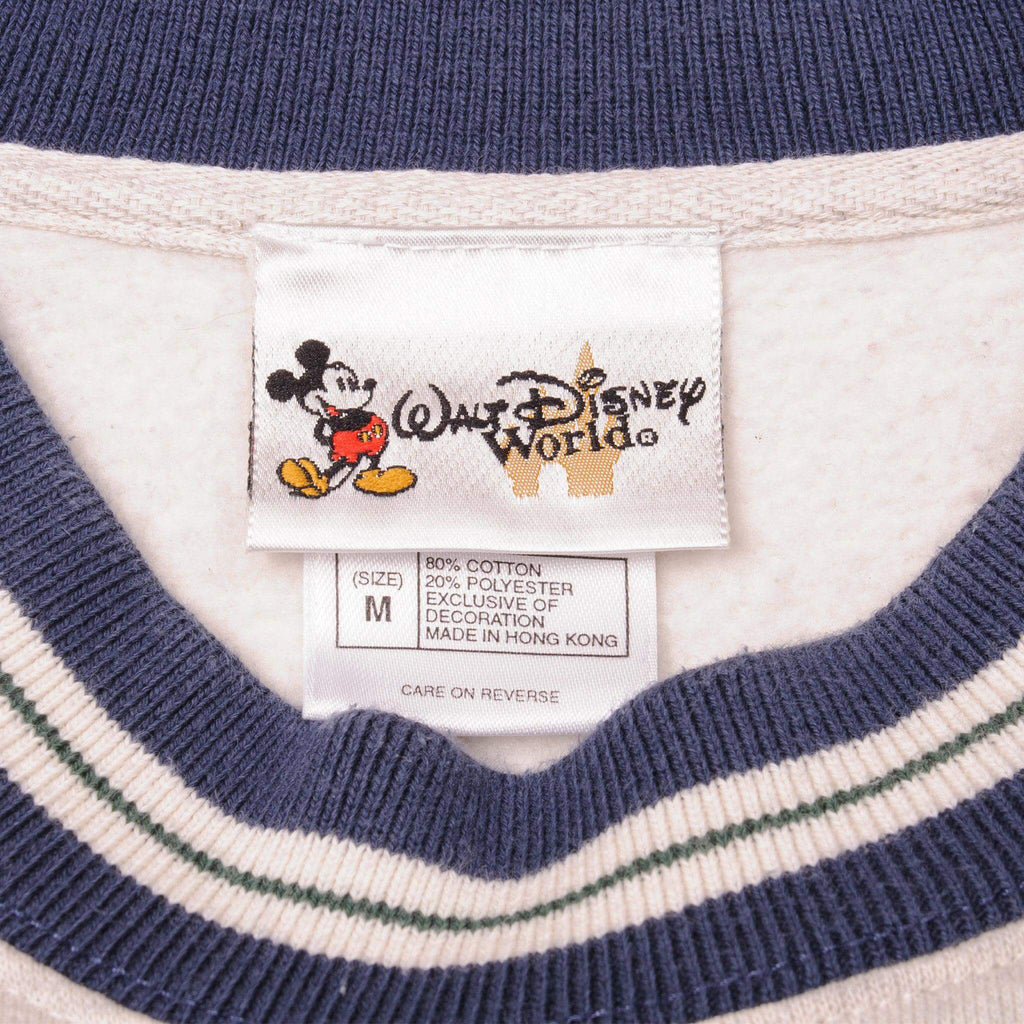 WALT DISNEY
World®
(SIZE)
M
80% COTTON
20% POLYESTER
EXCLUSIVE OF
DECORATION
MADE IN HONG KONG
CARE ON REVERSE